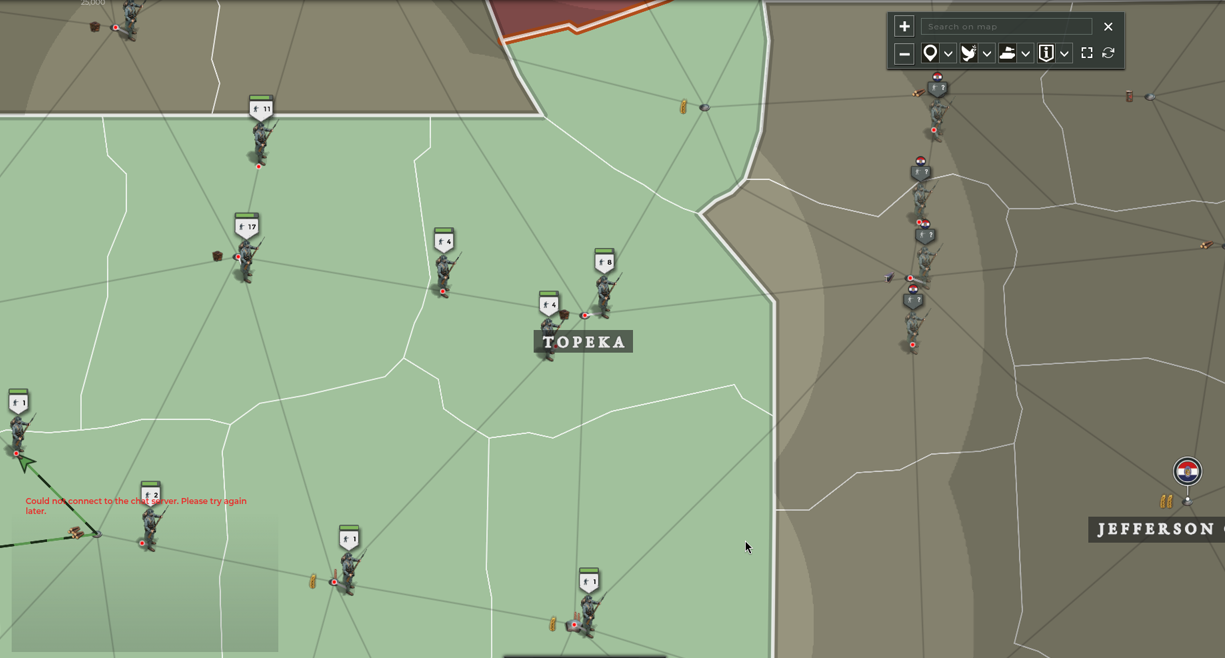 25,000
Search on map
?
11
?
17
?
4
8
?
4
TOPEKA
1
JEFFERSON
2
Could not connect to the chat server. Please try again
later.
1
1